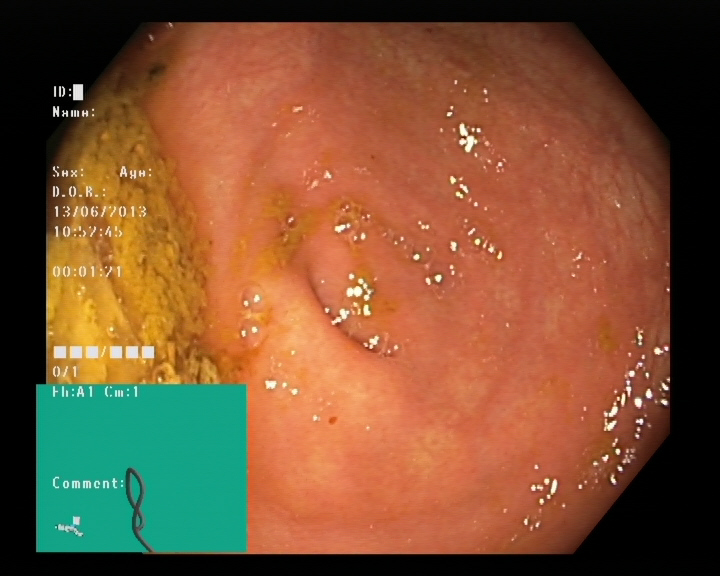 ID:
Name:
Sex: Age:
D.O.B.:
13/06/2013
10:52:45
00:01:21
/
0/1
Eh:A1 Cm:1
Comment: